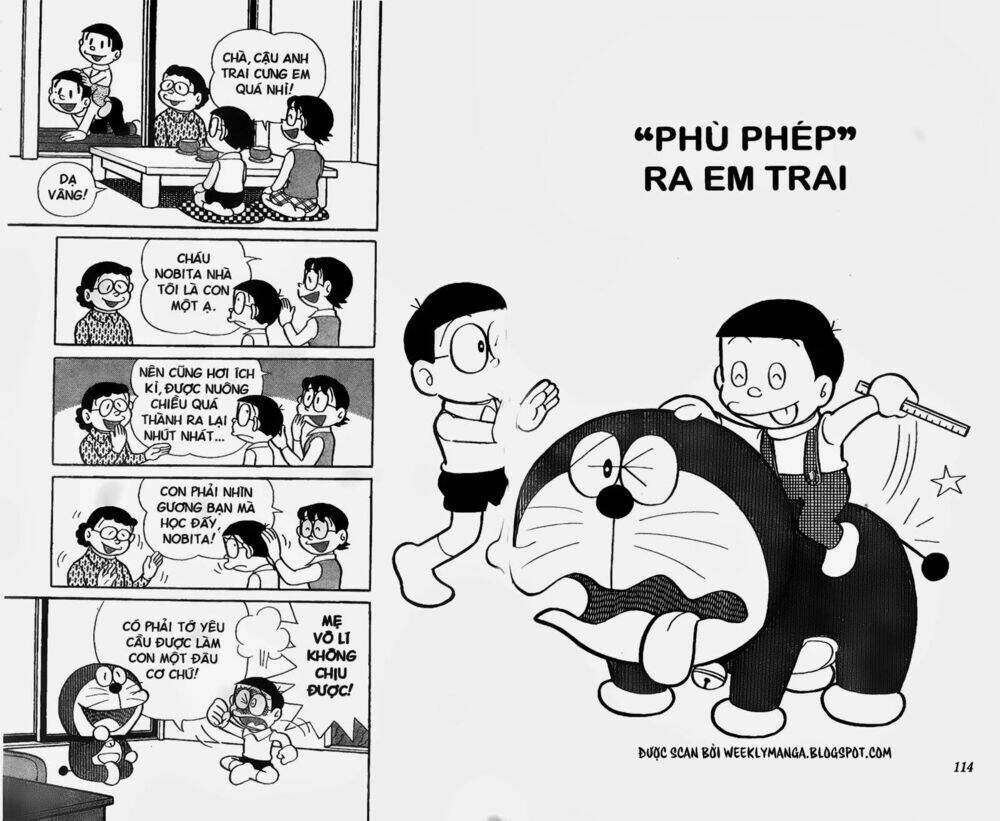 “PHÙ PHÉP”
RA EM TRAI
ĐƯỢC SCAN BỞI WEEKLYMANGA.BLOGSPOT.COM
114
CHÀ, CẬU ANH
TRAI CƯNG EM
QUÁ NHỈ!
DẠ
VÂNG!
CHÁU
NOBITA NHÀ
TÔI LÀ CON
MỘT Ạ.
NÊN CŨNG HƠI ÍCH
KỈ, ĐƯỢC NUÔNG
CHIỀU QUÁ
THÀNH RA LẠI
NHÚT NHÁT...
CON PHẢI NHÌN
GƯƠNG BẠN MÀ
HỌC ĐẤY,
NOBITA!
MẸ
VÔ LÍ
KHÔNG
CHỊU
ĐƯỢC!
CÓ PHẢI TỚ YÊU
CẦU ĐƯỢC LÀM
CON MỘT ĐÂU
CƠ CHỨ!